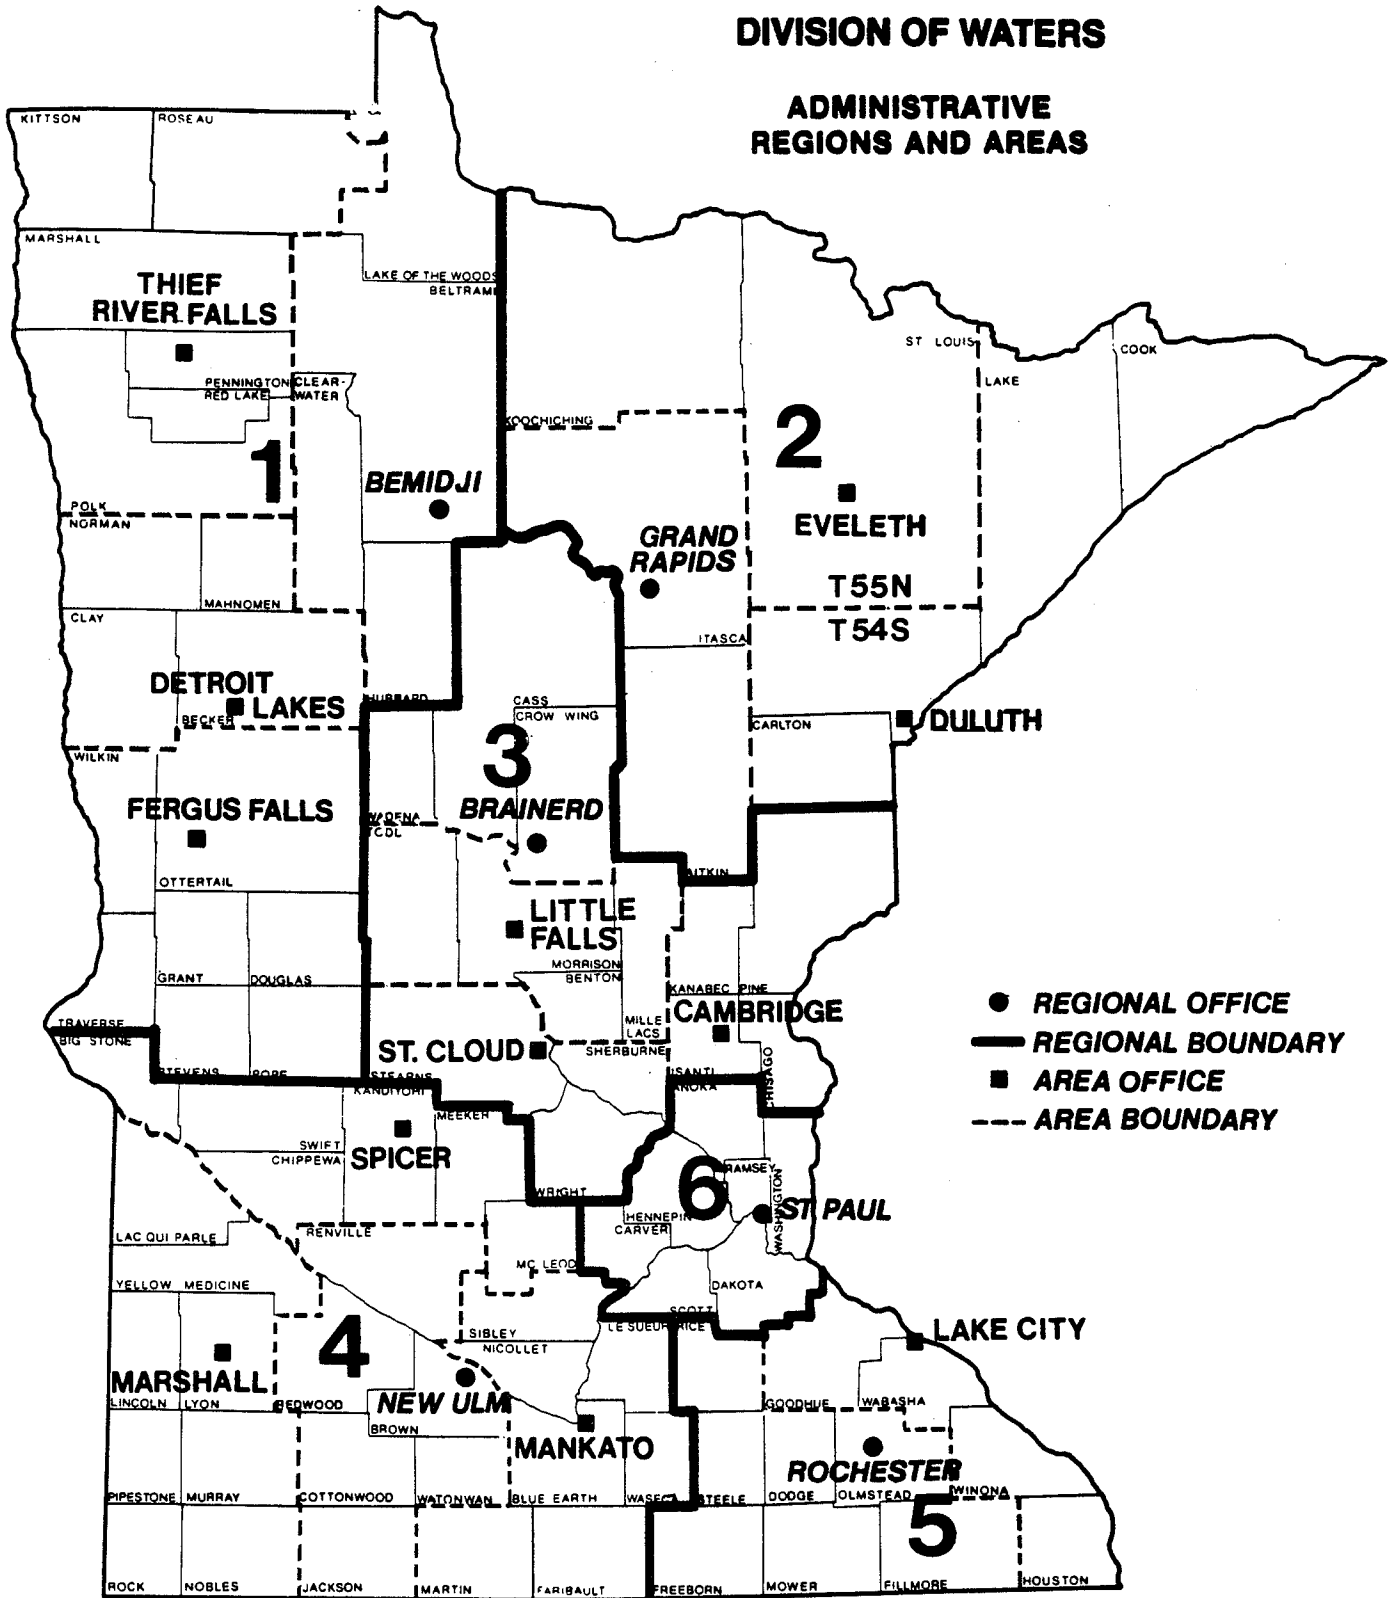 DIVISION OF WATERS
ADMINISTRATIVE
REGIONS AND AREAS
KITTSON
ROSEAU
MARSHALL
THIEF
RIVER FALLS
LAKE OF THE WOODS
BELTRAMI
PENNINGTON
RED LAKE
CLEAR-
WATER
1
BEMIDJI
POLK
NORMAN
MAHNOMEN
CLAY
DETROIT
LAKES
BECKER
HUBBARD
WILKIN
FERGUS FALLS
OTTERTAIL
GRANT
DOUGLAS
TRAVERSE
BIG STONE
STEVENS
POPE
ST LOUIS
LAKE
COOK
KOOCHICHING
2
EVELETH
GRAND
RAPIDS
T55N
T54S
ITASCA
CARLTON
DULUTH
AITKIN
CASS
CROW WING
3
BRAINERD
WADENA
TODD
LITTLE
FALLS
MORRISON
BENTON
MILLE
LACS
KANABEC
PINE
CAMBRIDGE
ST. CLOUD
SHERBURNE
STEARNS
ISANTI
ANOKA
CHISAGO
KANDIYOHI
MEEKER
SWIFT
CHIPPEWA
SPICER
WRIGHT
6
RAMSEY
WASHINGTON
ST PAUL
HENNEPIN
CARVER
DAKOTA
SCOTT
LE SUEUR
RICE
LAC QUI PARLE
RENVILLE
MC LEOD
YELLOW MEDICINE
SIBLEY
NICOLLET
4
MARSHALL
LINCOLN
LYON
REDWOOD
NEW ULM
BROWN
MANKATO
PIPESTONE
MURRAY
COTTONWOOD
WATONWAN
BLUE EARTH
WASECA
STEELE
ROCK
NOBLES
JACKSON
MARTIN
FARIBAULT
FREEBORN
LAKE CITY
GOODHUE
WABASHA
ROCHESTER
DODGE
OLMSTEAD
WINONA
5
MOWER
FILLMORE
HOUSTON
REGIONAL OFFICE
REGIONAL BOUNDARY
AREA OFFICE
AREA BOUNDARY